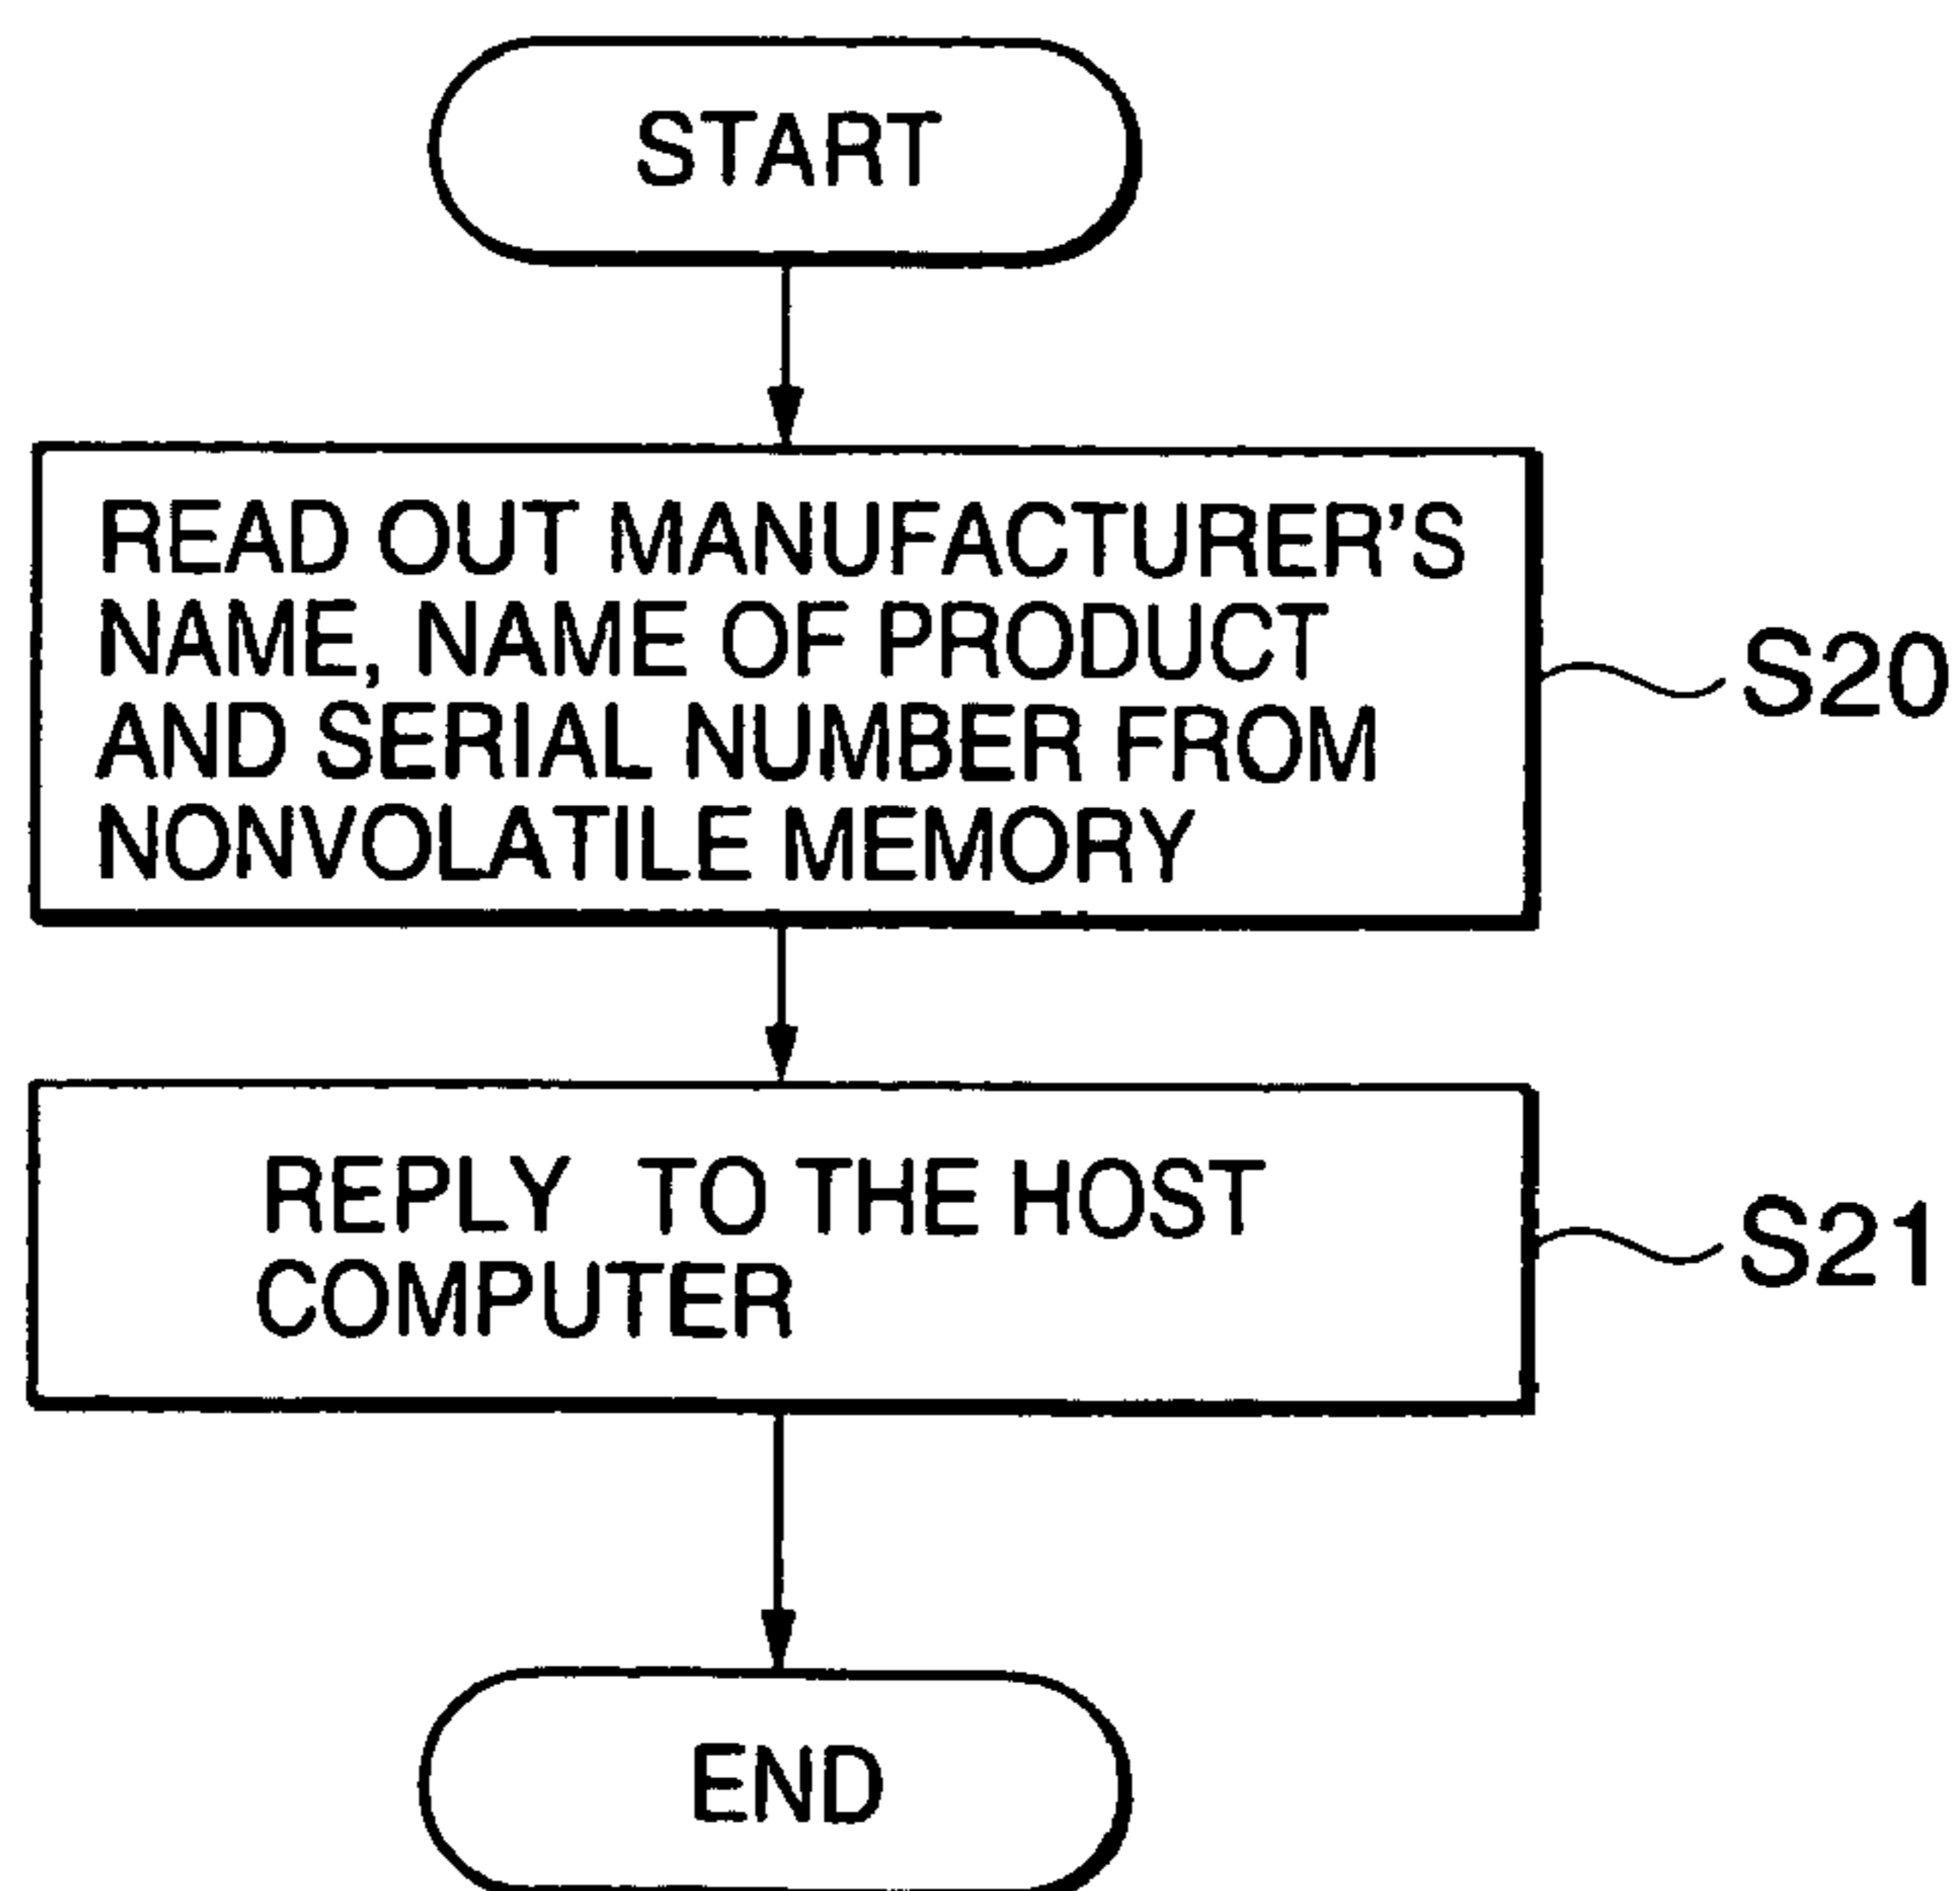 START
READ OUT MANUFACTURER'S
NAME, NAME OF PRODUCT
AND SERIAL NUMBER FROM
NONVOLATILE MEMORY
S20
REPLY TO THE HOST
COMPUTER
S21
END